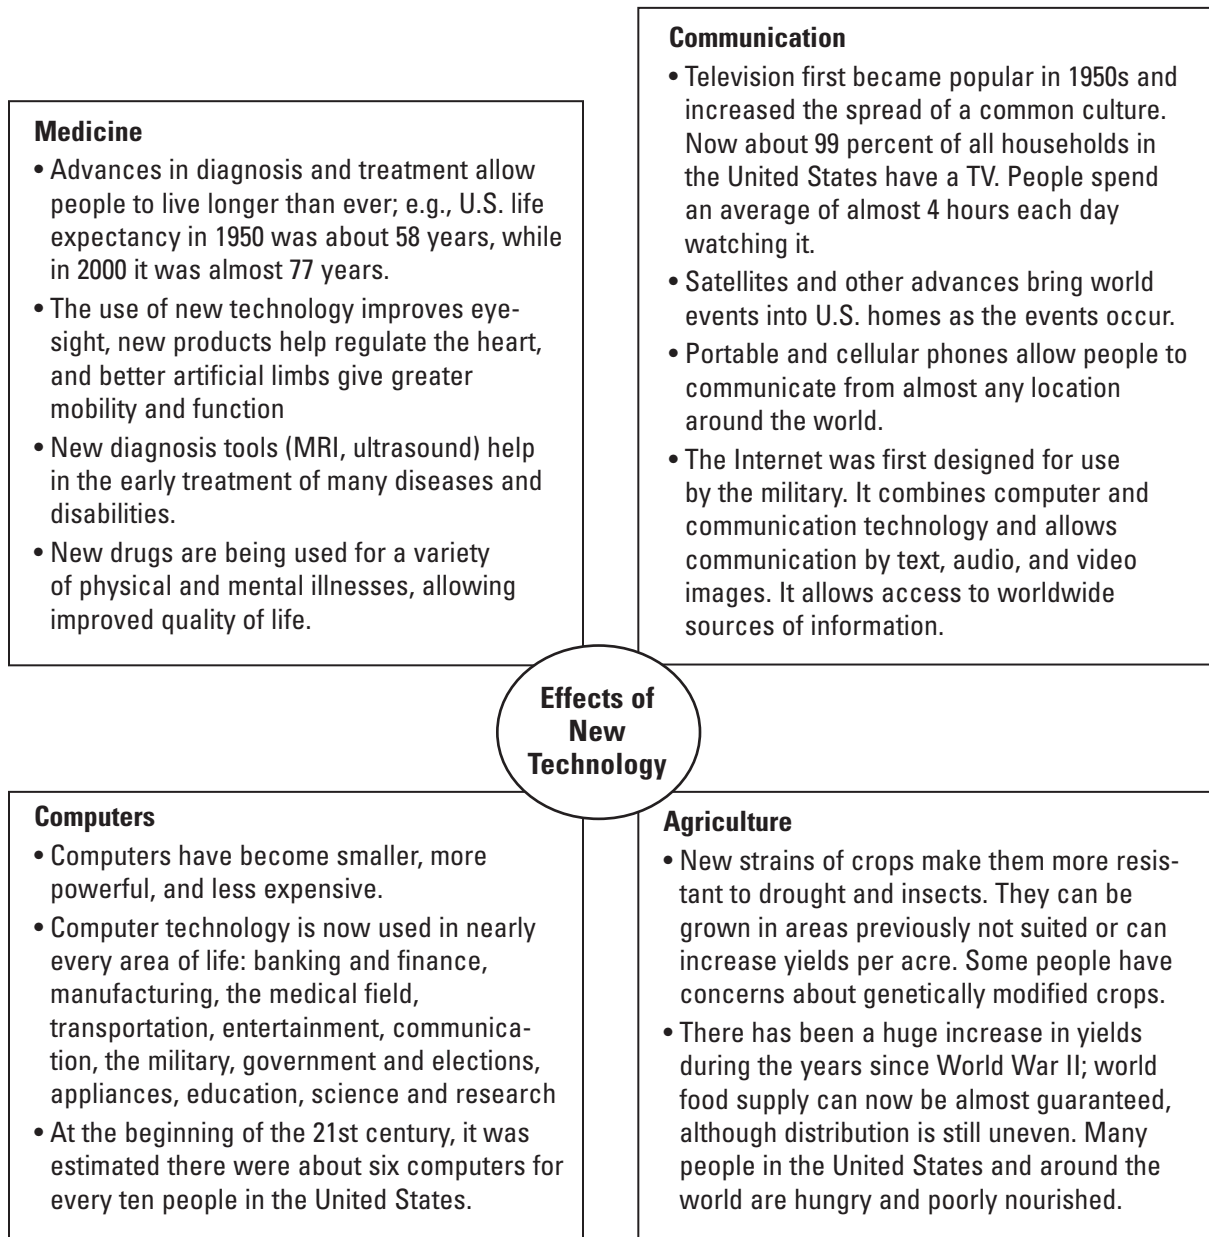 Medicine
• Advances in diagnosis and treatment allow
people to live longer than ever; e.g., U.S. life
expectancy in 1950 was about 58 years, while
in 2000 it was almost 77 years.
• The use of new technology improves eye-
sight, new products help regulate the heart,
and better artificial limbs give greater
mobility and function
• New diagnosis tools (MRI, ultrasound) help
in the early treatment of many diseases and
disabilities.
• New drugs are being used for a variety
of physical and mental illnesses, allowing
improved quality of life.
Communication
• Television first became popular in 1950s and
increased the spread of a common culture.
Now about 99 percent of all households in
the United States have a TV. People spend
an average of almost 4 hours each day
watching it.
• Satellites and other advances bring world
events into U.S. homes as the events occur.
• Portable and cellular phones allow people to
communicate from almost any location
around the world.
• The Internet was first designed for use
by the military. It combines computer and
communication technology and allows
communication by text, audio, and video
images. It allows access to worldwide
sources of information.
Effects of
New
Technology
Computers
• Computers have become smaller, more
powerful, and less expensive.
• Computer technology is now used in nearly
every area of life: banking and finance,
manufacturing, the medical field,
transportation, entertainment, communica-
tion, the military, government and elections,
appliances, education, science and research
• At the beginning of the 21st century, it was
estimated there were about six computers for
every ten people in the United States.
Agriculture
• New strains of crops make them more resis-
tant to drought and insects. They can be
grown in areas previously not suited or can
increase yields per acre. Some people have
concerns about genetically modified crops.
• There has been a huge increase in yields
during the years since World War II; world
food supply can now be almost guaranteed,
although distribution is still uneven. Many
people in the United States and around the
world are hungry and poorly nourished.